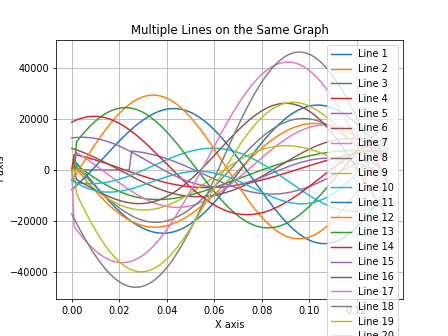 Multiple Lines on the Same Graph
40000
20000
0
−20000
−40000
0.00 0.02 0.04 0.06 0.08 0.10
X axis
Line 1
Line 2
Line 3
Line 4
Line 5
Line 6
Line 7
Line 8
Line 9
Line 10
Line 11
Line 12
Line 13
Line 14
Line 15
Line 16
Line 17
Line 18
Line 19
Line 20